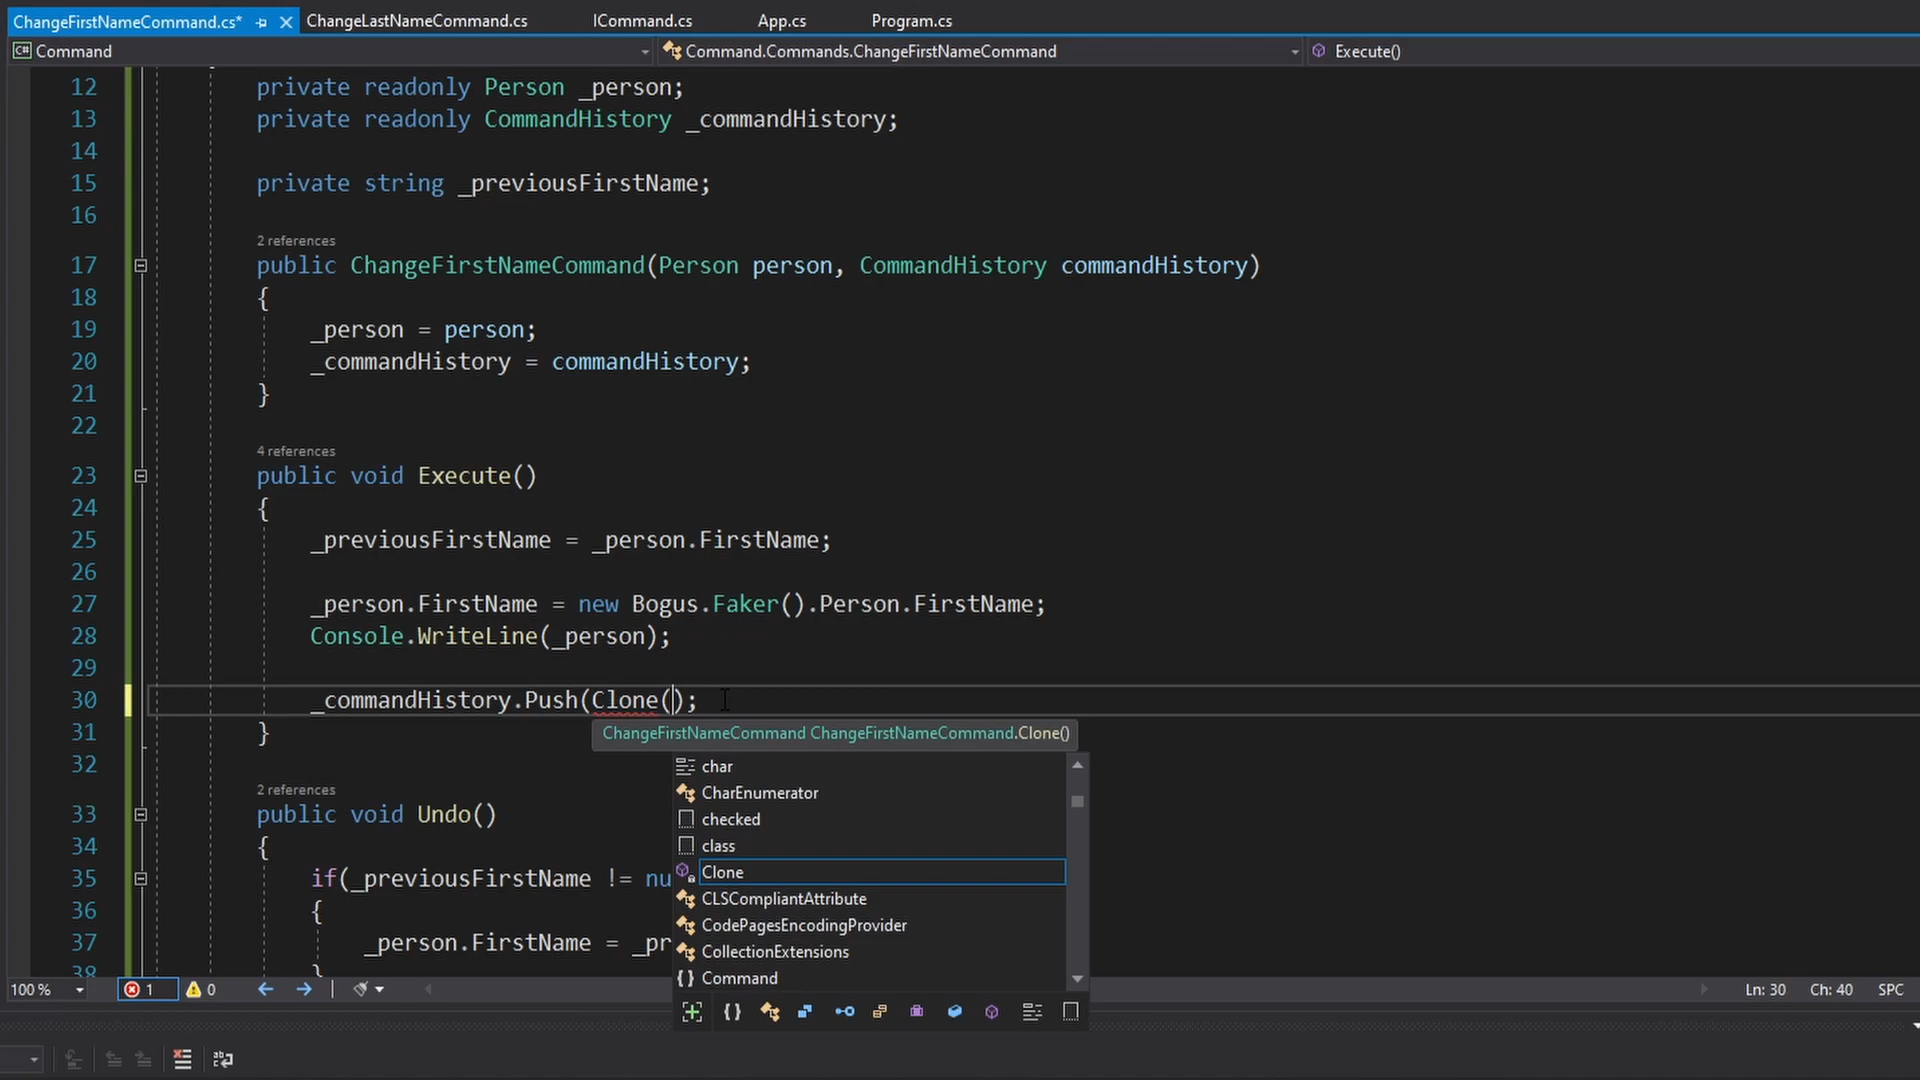 ChangeFirstNameCommand.cs* ChangeLastNameCommand.cs ICommand.cs App.cs Program.cs
C# Command Command.Commands.ChangeFirstNameCommand Execute()
12 private readonly Person _person;
13 private readonly CommandHistory _commandHistory;
14
15 private string _previousFirstName;
16
2 references
17 public ChangeFirstNameCommand(Person person, CommandHistory commandHistory)
18 {
19 _person = person;
20 _commandHistory = commandHistory;
21 }
22
4 references
23 public void Execute()
24 {
25 _previousFirstName = _person.FirstName;
26
27 _person.FirstName = new Bogus.Faker().Person.FirstName;
28 Console.WriteLine(_person);
29
30 _commandHistory.Push(Clone();
31 }
ChangeFirstNameCommand ChangeFirstNameCommand.Clone()
32
char
CharEnumerator
checked
class
Clone
CLSCompliantAttribute
CodePagesEncodingProvider
CollectionExtensions
{} Command
2 references
33 public void Undo()
34 {
35 if(_previousFirstName != nu
36 {
37 _person.FirstName = _pr
38 }
100 % 1 0 Ln: 30 Ch: 40 SPC